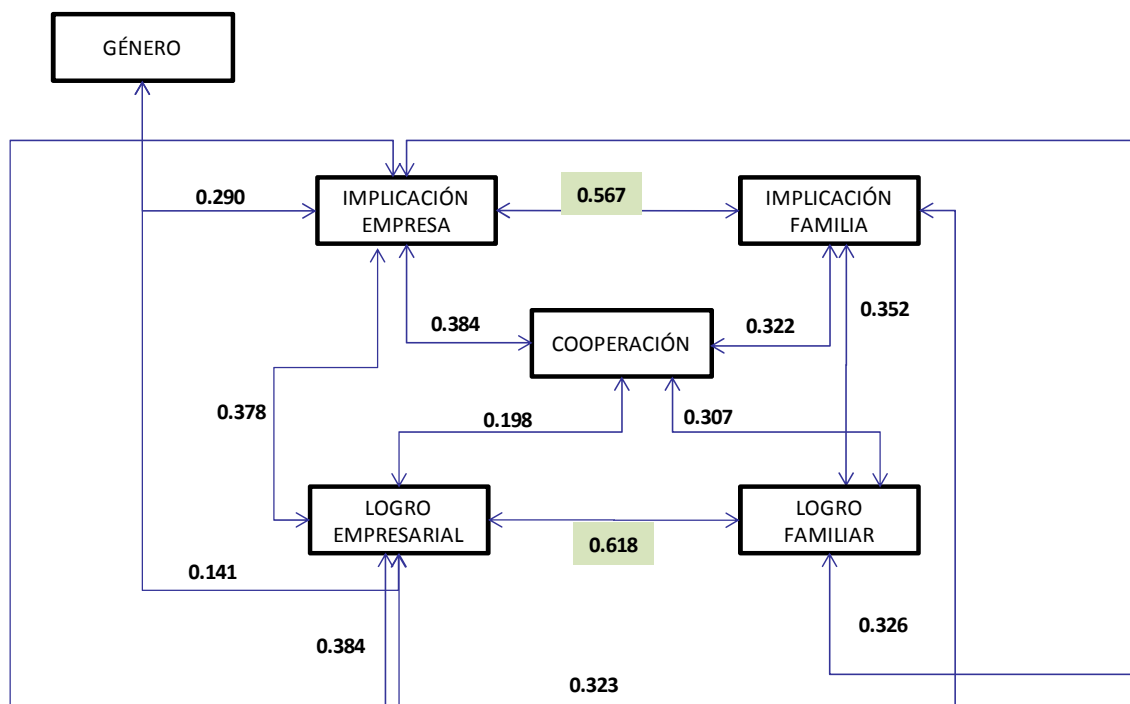 GÉNERO
0.290
IMPLICACIÓN
EMPRESA
0.567
IMPLICACIÓN
FAMILIA
0.384
COOPERACIÓN
0.322
0.352
0.378
0.198
0.307
LOGRO
EMPRESARIAL
0.618
LOGRO
FAMILIAR
0.141
0.384
0.326
0.323